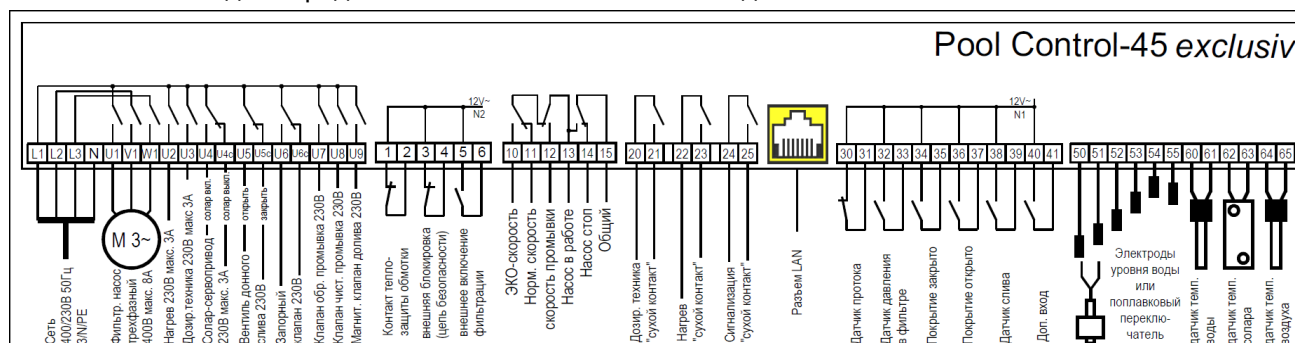 Pool Control-45 exclusiv
12V~
N2
12V~
N1
L1 L2 L3 N U1 V1 W1 U2 U3 U4 U4c U5 U5c U6 U6c U7 U8 U9
1 2 3 4 5 6
10 11 12 13 14 15
20 21 22 23 24 25
30 31 32 33 34 35 36 37 38 39 40 41
50 51 52 53 54 55 60 61 62 63 64 65
M 3~
Сеть
400/230В 50Гц
3/N/PE
Фильтр. насос
трехфазный
400В макс. 8А
Нагрев 230В макс. 3А
Дозир.техника 230В макс 3А
Солар-сервопривод
230В макс. 3А
солар вкл.
солар выкл.
Вентиль донного
слива 230В
открыть
закрыть
Запорный
клапан 230В
Клапан обр. промывка 230В
Клапан чист. промывка 230В
Магнит. клапан долива 230В
Контакт тепло-
защиты обмотки
внешняя блокировка
(цепь безопасности)
внешнее включение
фильтрации
ЭКО-скорость
Норм. скорость
скорость промывки
Насос в работе
Насос стоп
Общий
Дозир. техника
"сухой контакт"
Нагрев
"сухой контакт"
Сигнализация
"сухой контакт"
Разъем LAN
Датчик протока
Датчик давления
в фильтре
Покрытие закрыто
Покрытие открыто
Датчик слива
Доп. вход
Электроды
уровня воды
или
поплавковый
переклю-
чатель
датчик темп.
воды
датчик темп.
солара
датчик темп.
воздуха